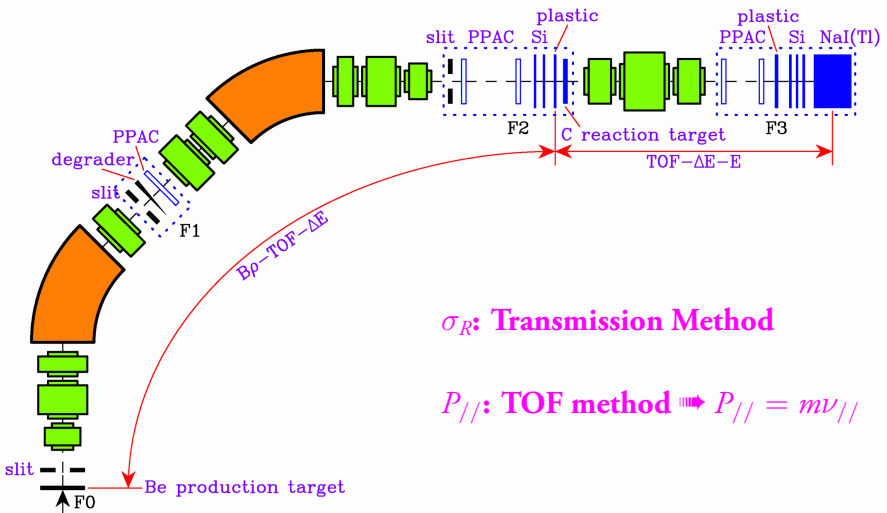 plastic
plastic
slit PPAC Si
PPAC Si NaI(Tl)
F2
F3
C reaction target
TOF-ΔE-E
PPAC
degrader
slit
F1
Bρ-TOF-ΔE
σ_R: Transmission Method
P_//: TOF method ➠ P_// = mν_//
slit
Be production target
F0